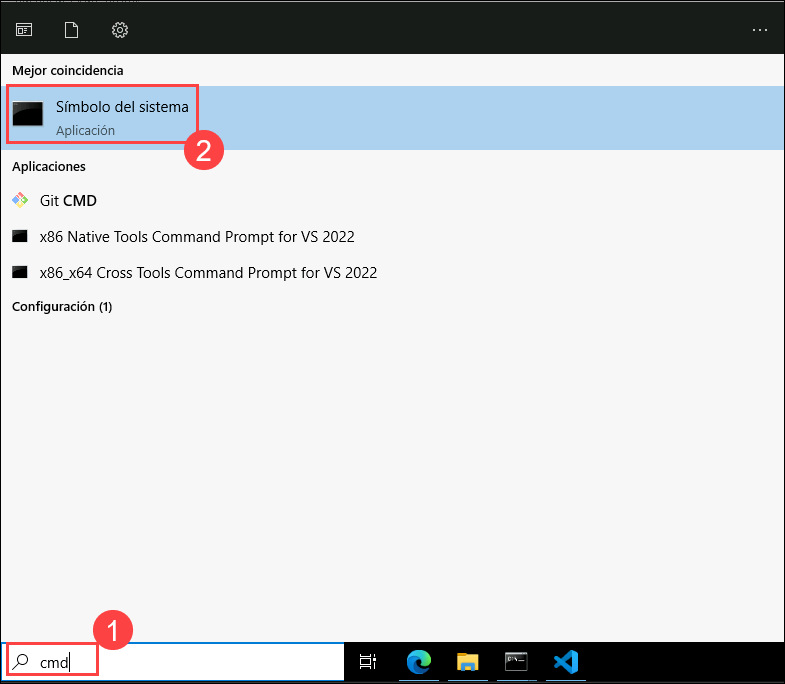 Mejor coincidencia
Símbolo del sistema
Aplicación
2
Aplicaciones
Git CMD
x86 Native Tools Command Prompt for VS 2022
x86_x64 Cross Tools Command Prompt for VS 2022
Configuración (1)
1
cmd